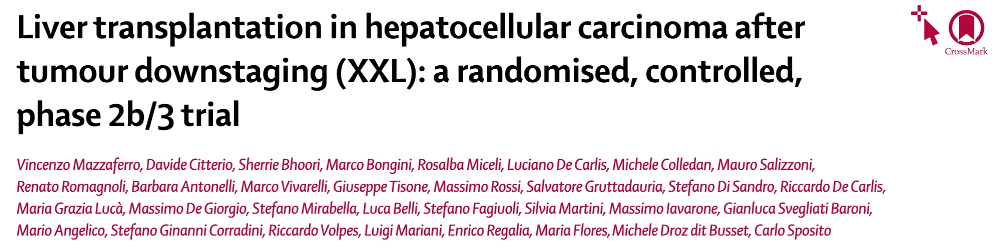 Liver transplantation in hepatocellular carcinoma after
tumour downstaging (XXL): a randomised, controlled,
phase 2b/3 trial
CrossMark
Vincenzo Mazzaferro, Davide Citterio, Sherrie Bhoori, Marco Bongini, Rosalba Miceli, Luciano De Carlis, Michele Colledan, Mauro Salizzoni,
Renato Romagnoli, Barbara Antonelli, Marco Vivarelli, Giuseppe Tisone, Massimo Rossi, Salvatore Gruttadauria, Stefano Di Sandro, Riccardo De Carlis,
Maria Grazia Lucà, Massimo De Giorgio, Stefano Mirabella, Luca Belli, Stefano Fagiuoli, Silvia Martini, Massimo Iavarone, Gianluca Svegliati Baroni,
Mario Angelico, Stefano Ginanni Corradini, Riccardo Volpes, Luigi Mariani, Enrico Regalia, Maria Flores, Michele Droz dit Busset, Carlo Sposito